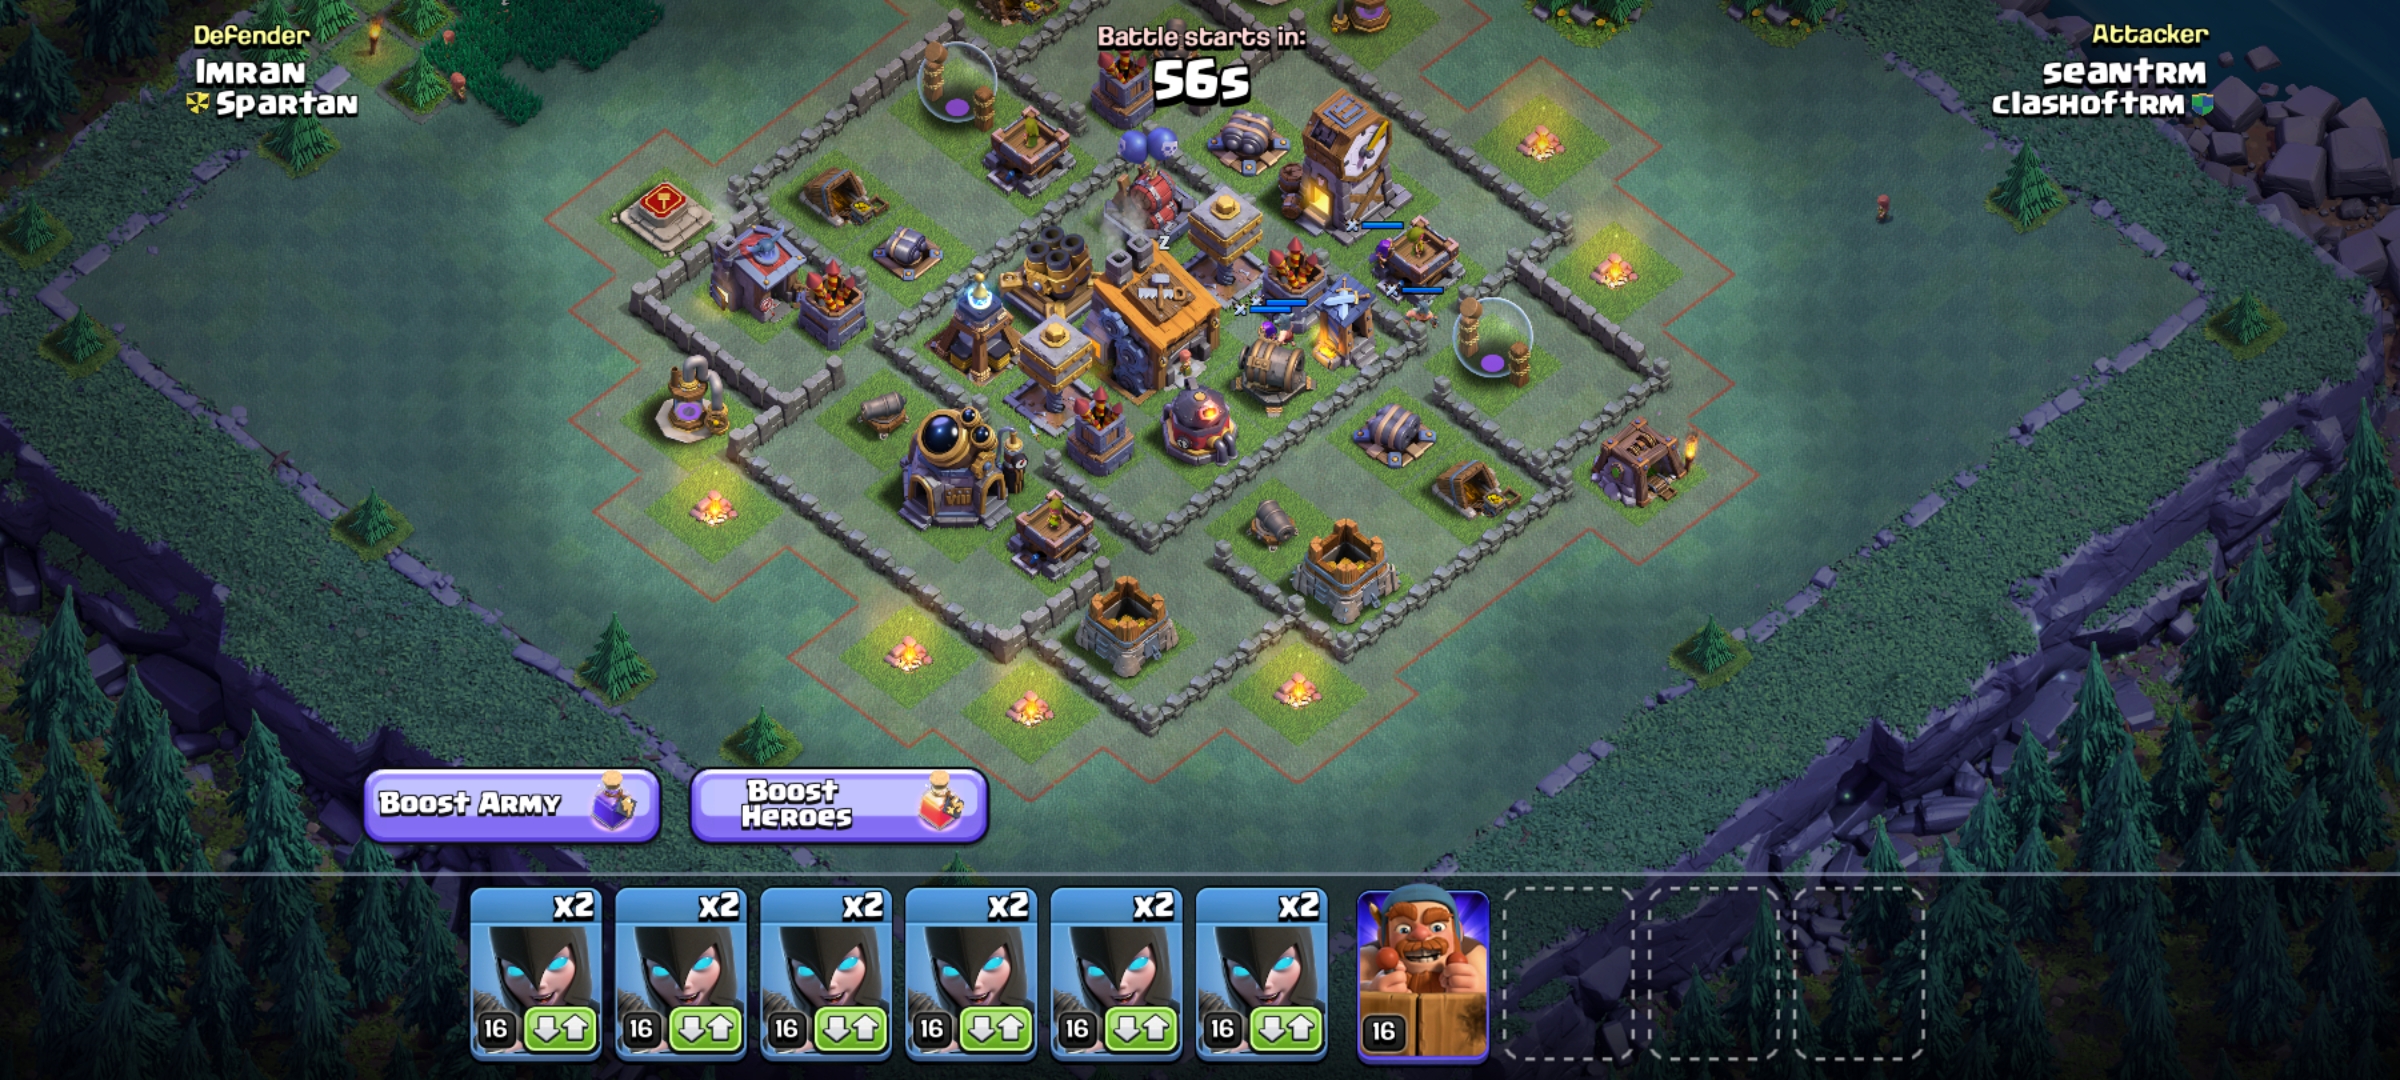 Defender
Imran
Spartan
Battle starts in:
56s
Attacker
seantRM
clashoftRM
z
VIII
Boost Army
Boost
Heroes
x2
x2
x2
x2
x2
x2
16
16
16
16
16
16
16